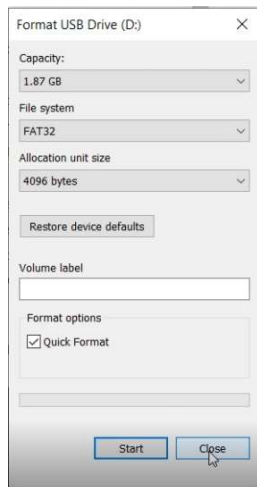 Format USB Drive (D:)
Capacity:
1.87 GB
File system
FAT32
Allocation unit size
4096 bytes
Restore device defaults
Volume label
Format options
Quick Format
Start Close